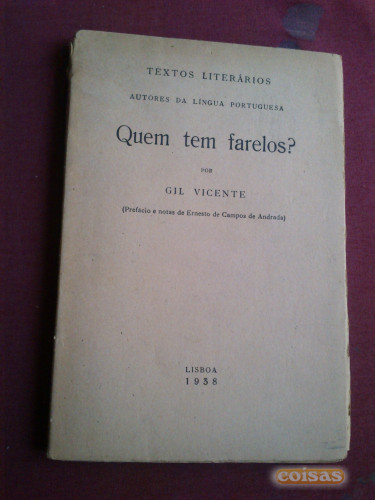 TEXTOS LITERÁRIOS
AUTORES DA LÍNGUA PORTUGUESA
Quem tem farelos?
POR
GIL VICENTE
(Prefácio e notas de Ernesto de Campos de Andrada)
LISBOA
1938
coisas